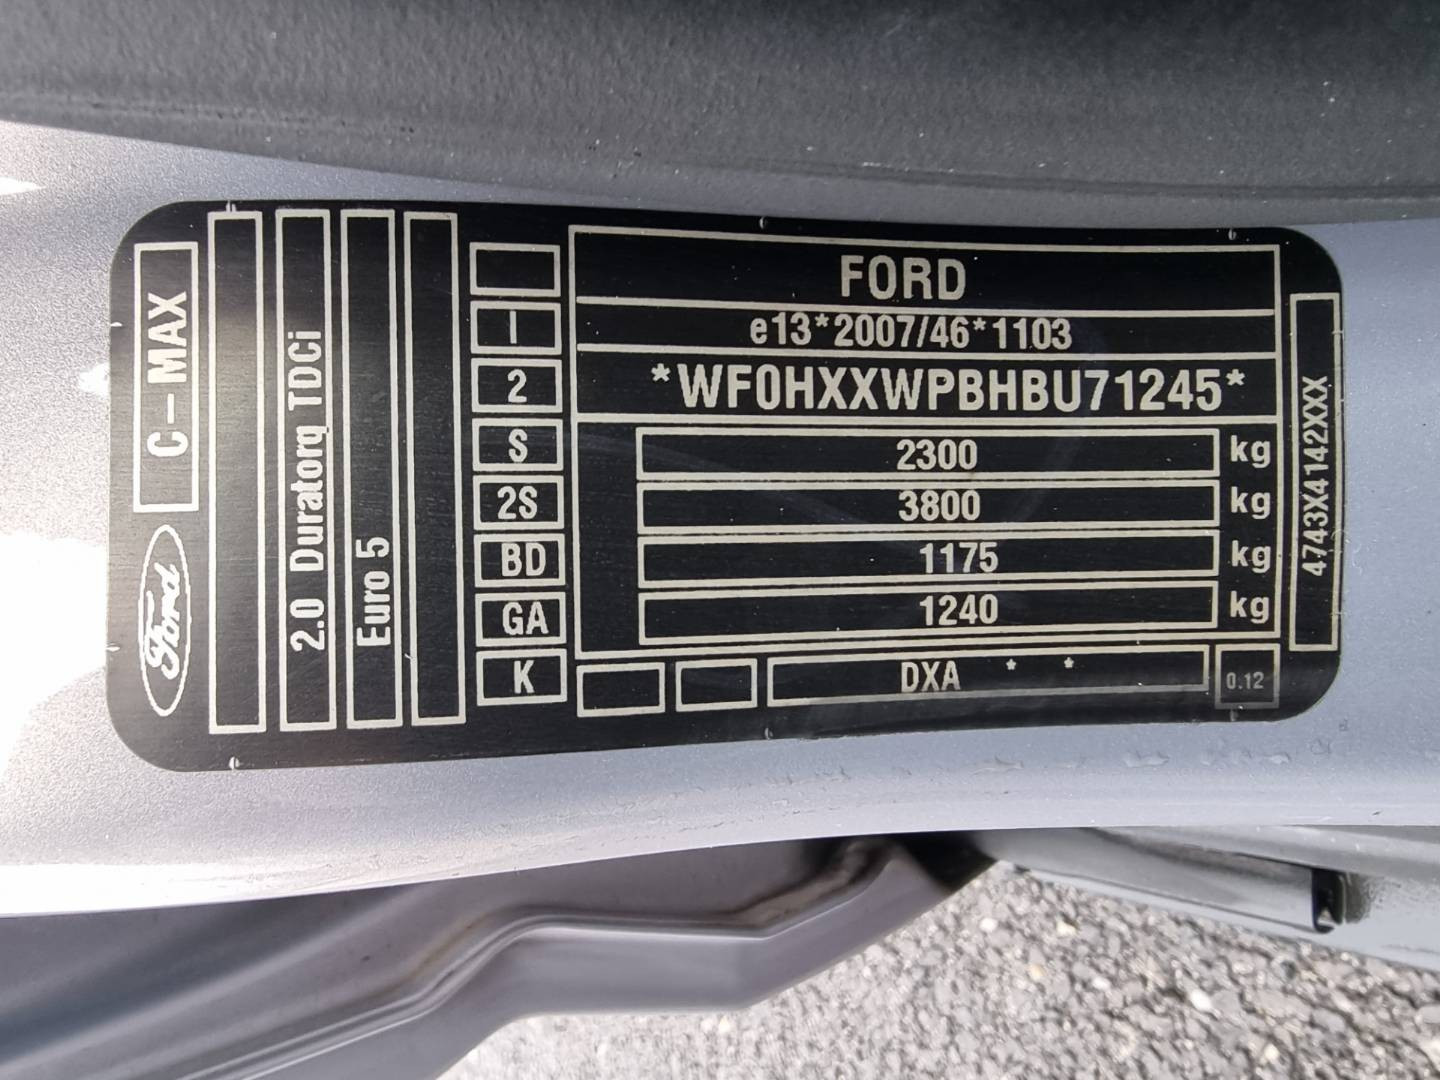 C-MAX
Ford
2.0 Duratorq TDCi
Euro 5
FORD
I e13*2007/46*1103
2 *WF0HXXWPBHBU71245*
S 2300 kg
2S 3800 kg
BD 1175 kg
GA 1240 kg
K DXA * * 0.12
4743X4142XXX